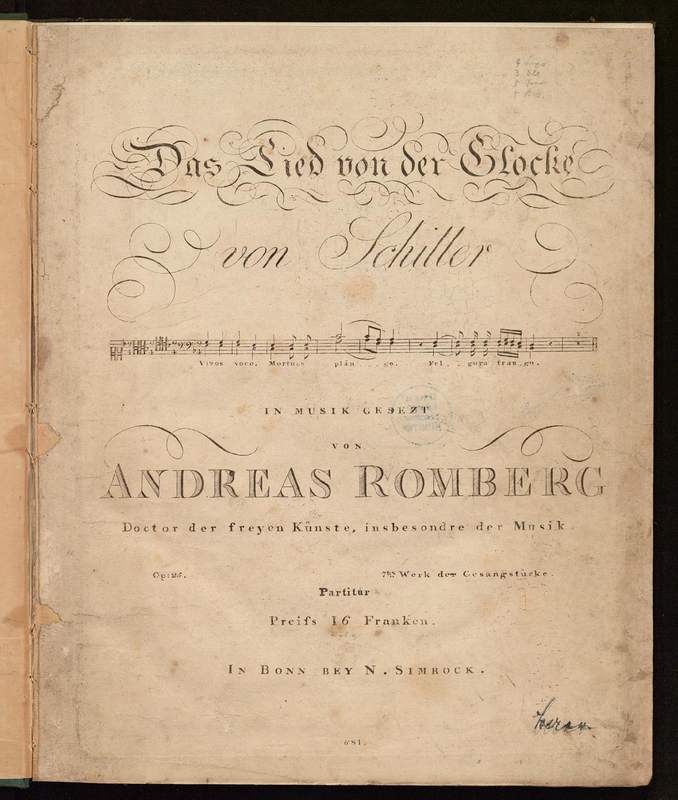 Das Lied von der Glocke
von Schiller
Vivos voco. Mortuos plan - go. Ful - gura fran - go.
IN MUSIK GESEZT
VON
ANDREAS ROMBERG
Doctor der freyen Künste, insbesondre der Musik.
Op: 25. 7tes Werk der Gesangstücke.
Partitur
Preifs 16 Franken.
IN BONN BEY N. SIMROCK.
681.